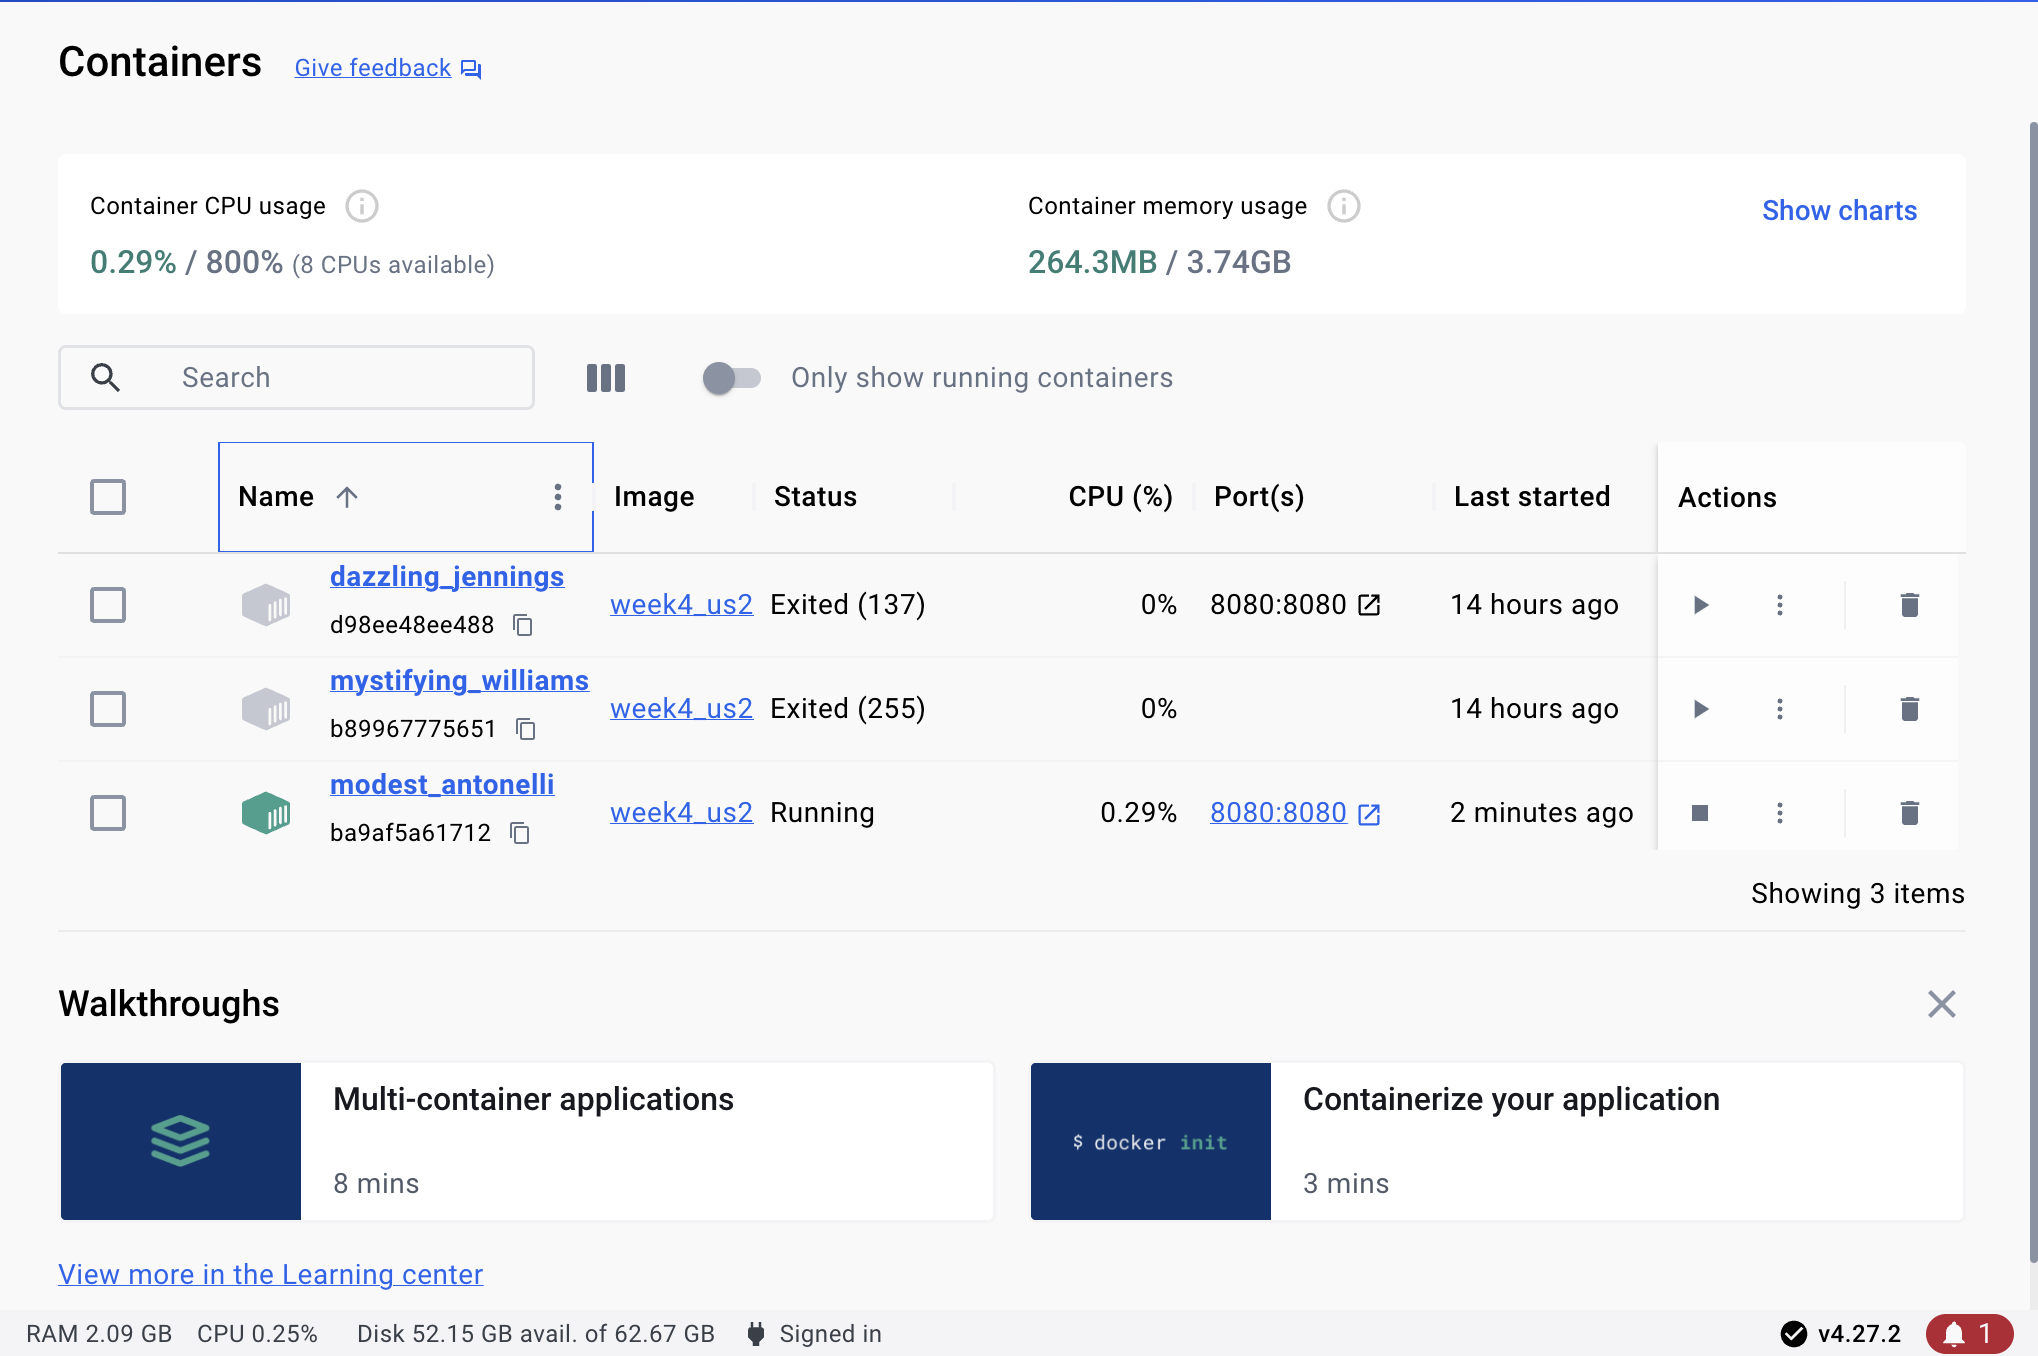 Containers Give feedback
Container CPU usage
0.29% / 800% (8 CPUs available)
Container memory usage
264.3MB / 3.74GB
Show charts
Search
Only show running containers
Name Image Status CPU (%) Port(s) Last started Actions
dazzling_jennings
d98ee48ee488
week4_us2 Exited (137) 0% 8080:8080 14 hours ago
mystifying_williams
b89967775651
week4_us2 Exited (255) 0% 14 hours ago
modest_antonelli
ba9af5a61712
week4_us2 Running 0.29% 8080:8080 2 minutes ago
Showing 3 items
Walkthroughs
Multi-container applications
8 mins
$ docker init
Containerize your application
3 mins
View more in the Learning center
RAM 2.09 GB CPU 0.25% Disk 52.15 GB avail. of 62.67 GB Signed in v4.27.2 1